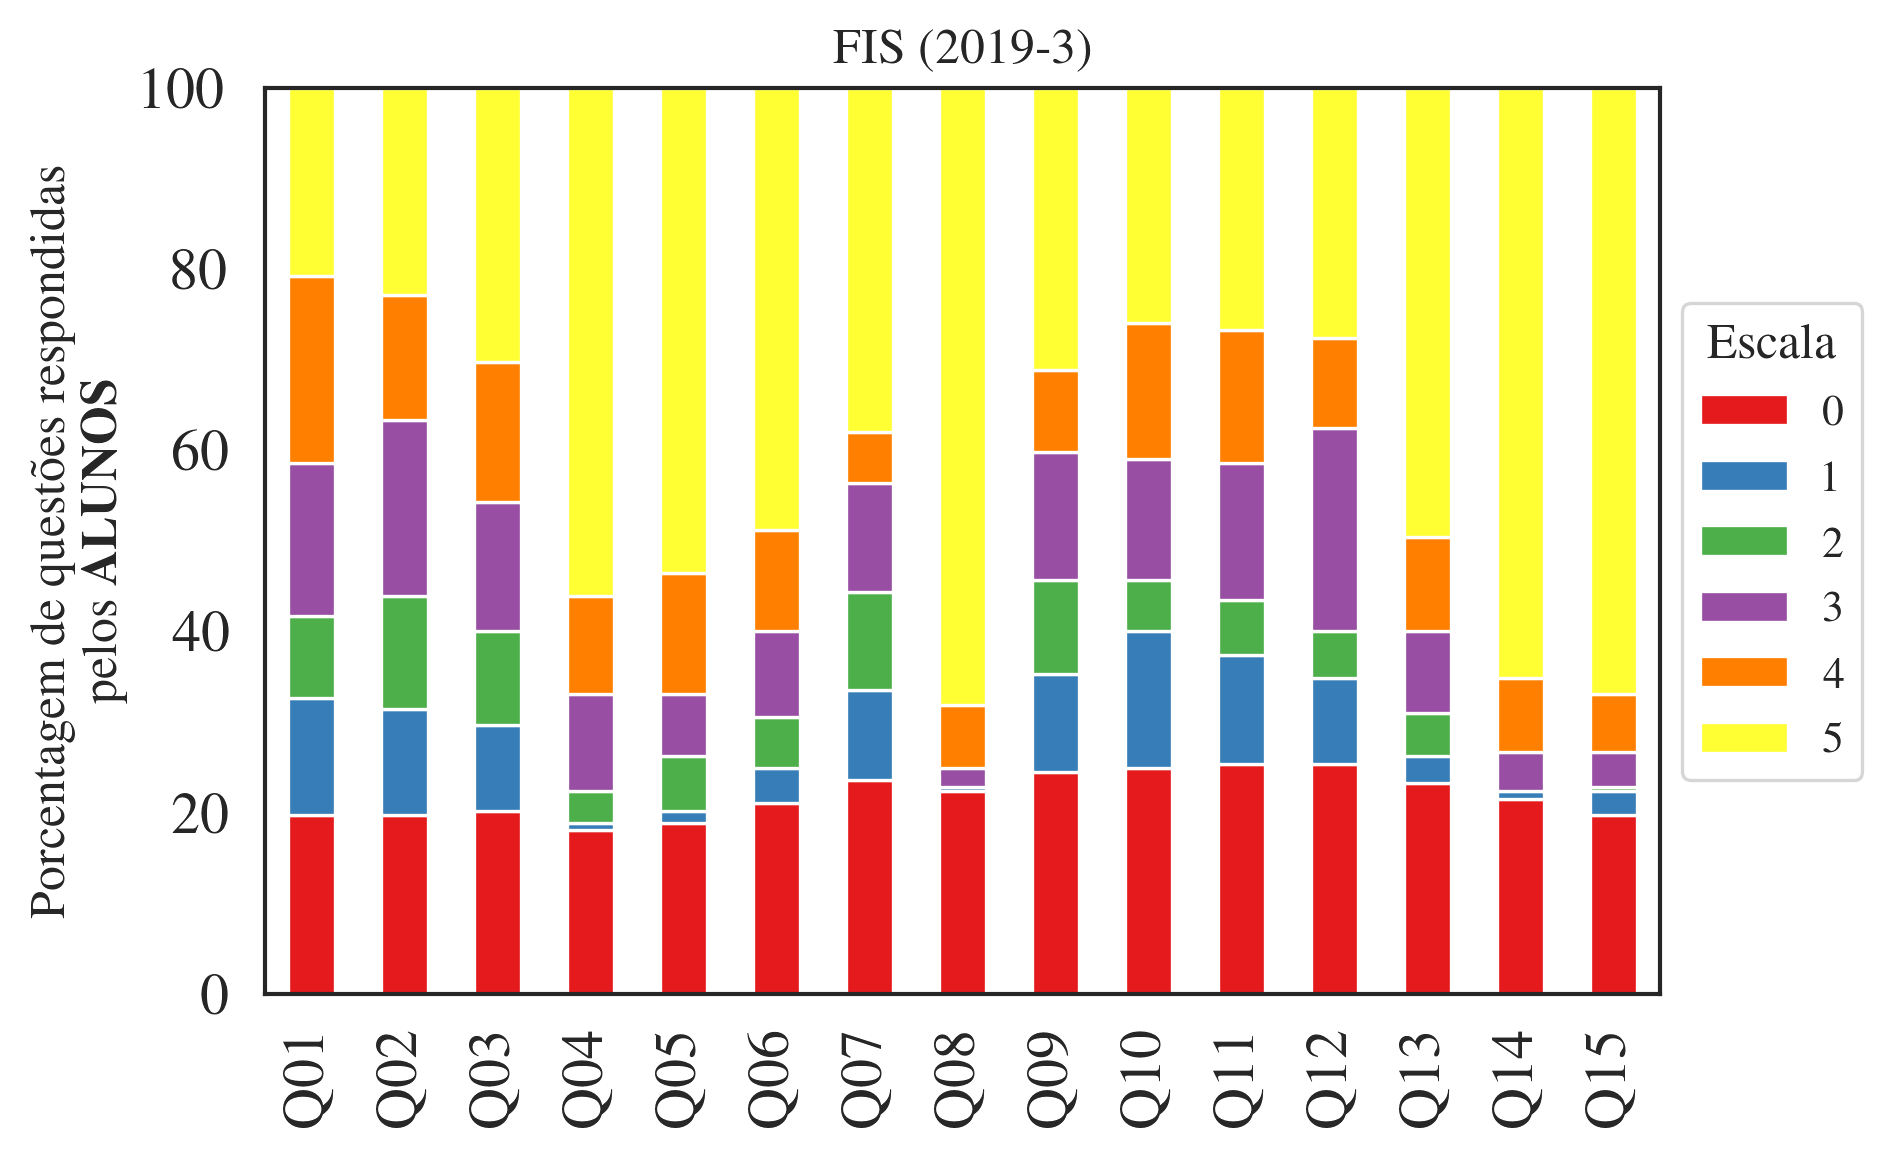 FIS (2019-3)
Porcentagem de questões respondidas
pelos ALUNOS
100
80
60
40
20
0
Q01
Q02
Q03
Q04
Q05
Q06
Q07
Q08
Q09
Q10
Q11
Q12
Q13
Q14
Q15
Escala
0
1
2
3
4
5